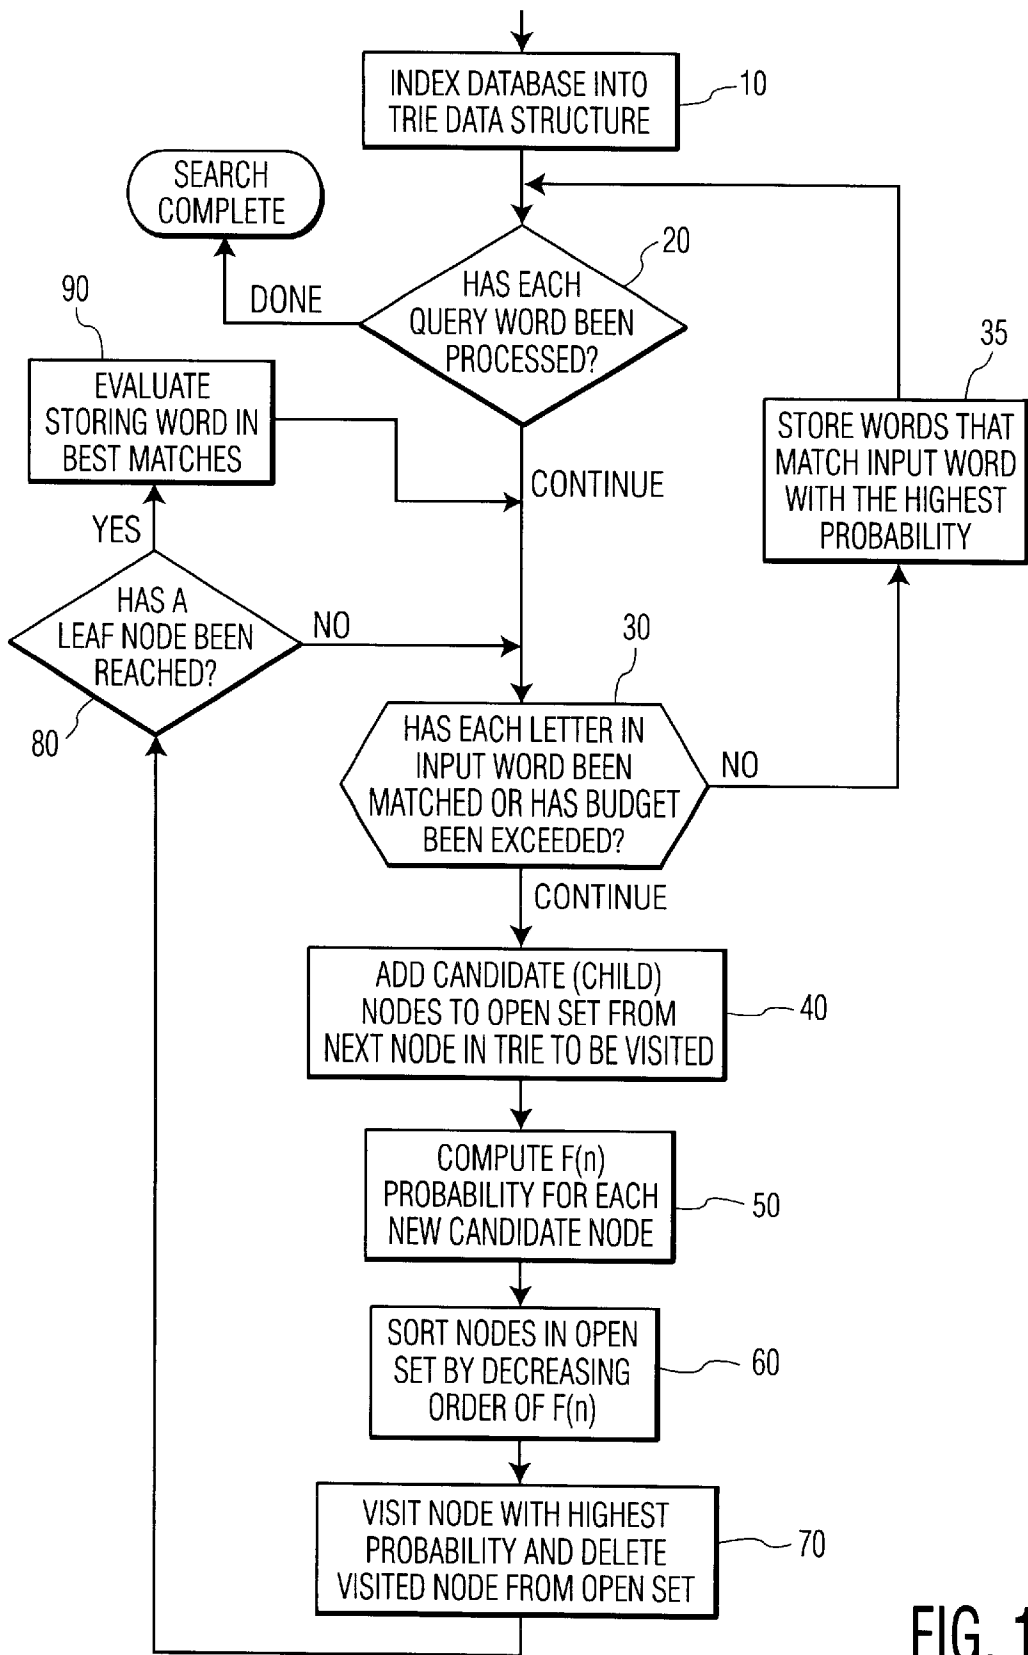 INDEX DATABASE INTO
TRIE DATA STRUCTURE
10
SEARCH
COMPLETE
20
DONE
HAS EACH
QUERY WORD BEEN
PROCESSED?
90
EVALUATE
STORING WORD IN
BEST MATCHES
35
STORE WORDS THAT
MATCH INPUT WORD
WITH THE HIGHEST
PROBABILITY
CONTINUE
YES
HAS A
LEAF NODE BEEN
REACHED?
NO
80
30
HAS EACH LETTER IN
INPUT WORD BEEN
MATCHED OR HAS BUDGET
BEEN EXCEEDED?
NO
CONTINUE
ADD CANDIDATE (CHILD)
NODES TO OPEN SET FROM
NEXT NODE IN TRIE TO BE VISITED
40
COMPUTE F(n)
PROBABILITY FOR EACH
NEW CANDIDATE NODE
50
SORT NODES IN OPEN
SET BY DECREASING
ORDER OF F(n)
60
VISIT NODE WITH HIGHEST
PROBABILITY AND DELETE
VISITED NODE FROM OPEN SET
70
FIG. 1